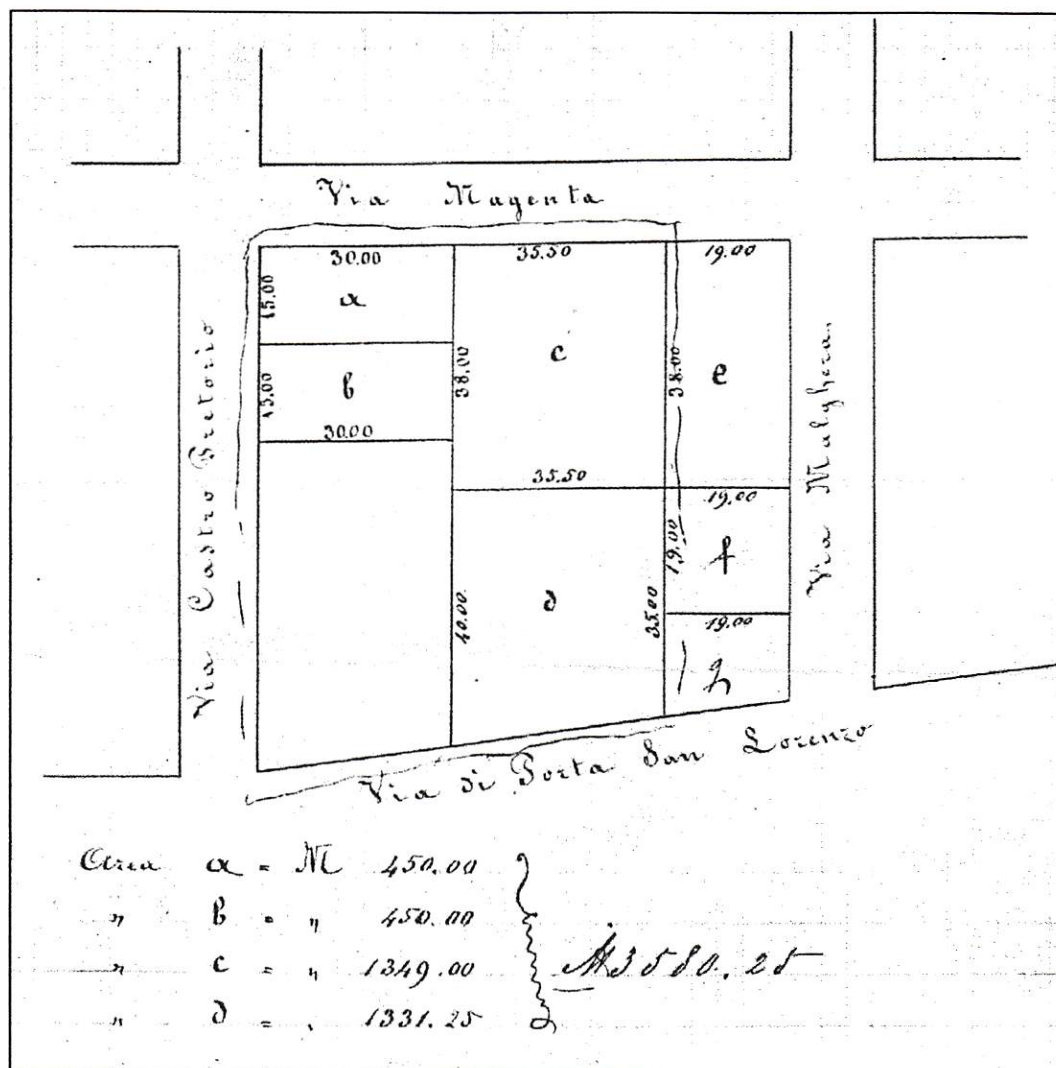 Via Magenta
30.00
35.50
19.00
15.00
a
c
38.00
38.00
e
15.00
b
30.00
35.50
19.00
19.00
f
d
40.00
35.00
19.00
g
Via Castro Pretorio
Via Malghera
Via di Porta San Lorenzo
Area a = M 450.00
" b = " 450.00
" c = " 1349.00
" d = . 1331.25
M 3580.25